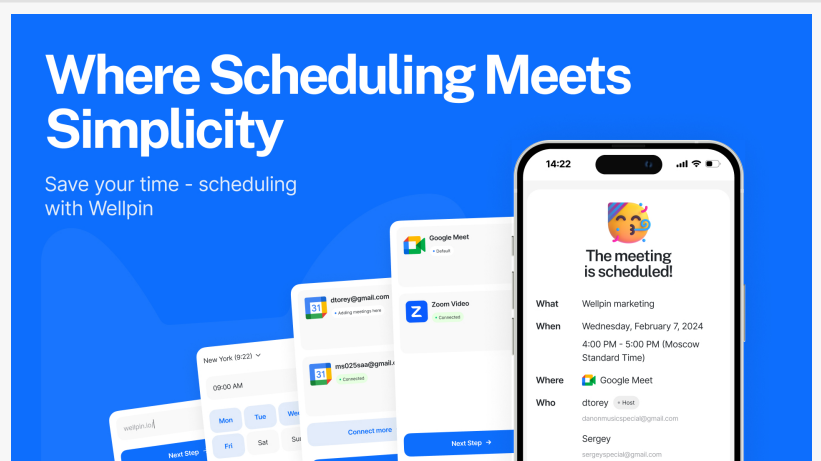 Where Scheduling Meets
Simplicity
Save your time - scheduling
with Wellpin
14:22
The meeting
is scheduled!
What
Wellpin marketing
When
Wednesday, February 7, 2024
4:00 PM - 5:00 PM (Moscow
Standard Time)
Where
Google Meet
Who
dtorey + Host
danonmusicspecial@gmail.com
Sergey
sergeyspecial@gmail.com
Google Meet
+ Default
Zoom Video
+ Connected
Next Step →
31
dtorey@gmail.com
+ Adding meetings here
31
ms025saa@gmail.c
+ Connected
Connect more
New York (9:22)
09:00 AM
Mon
Tue
Wed
Fri
Sat
Su
wellpin.io/
Next Step